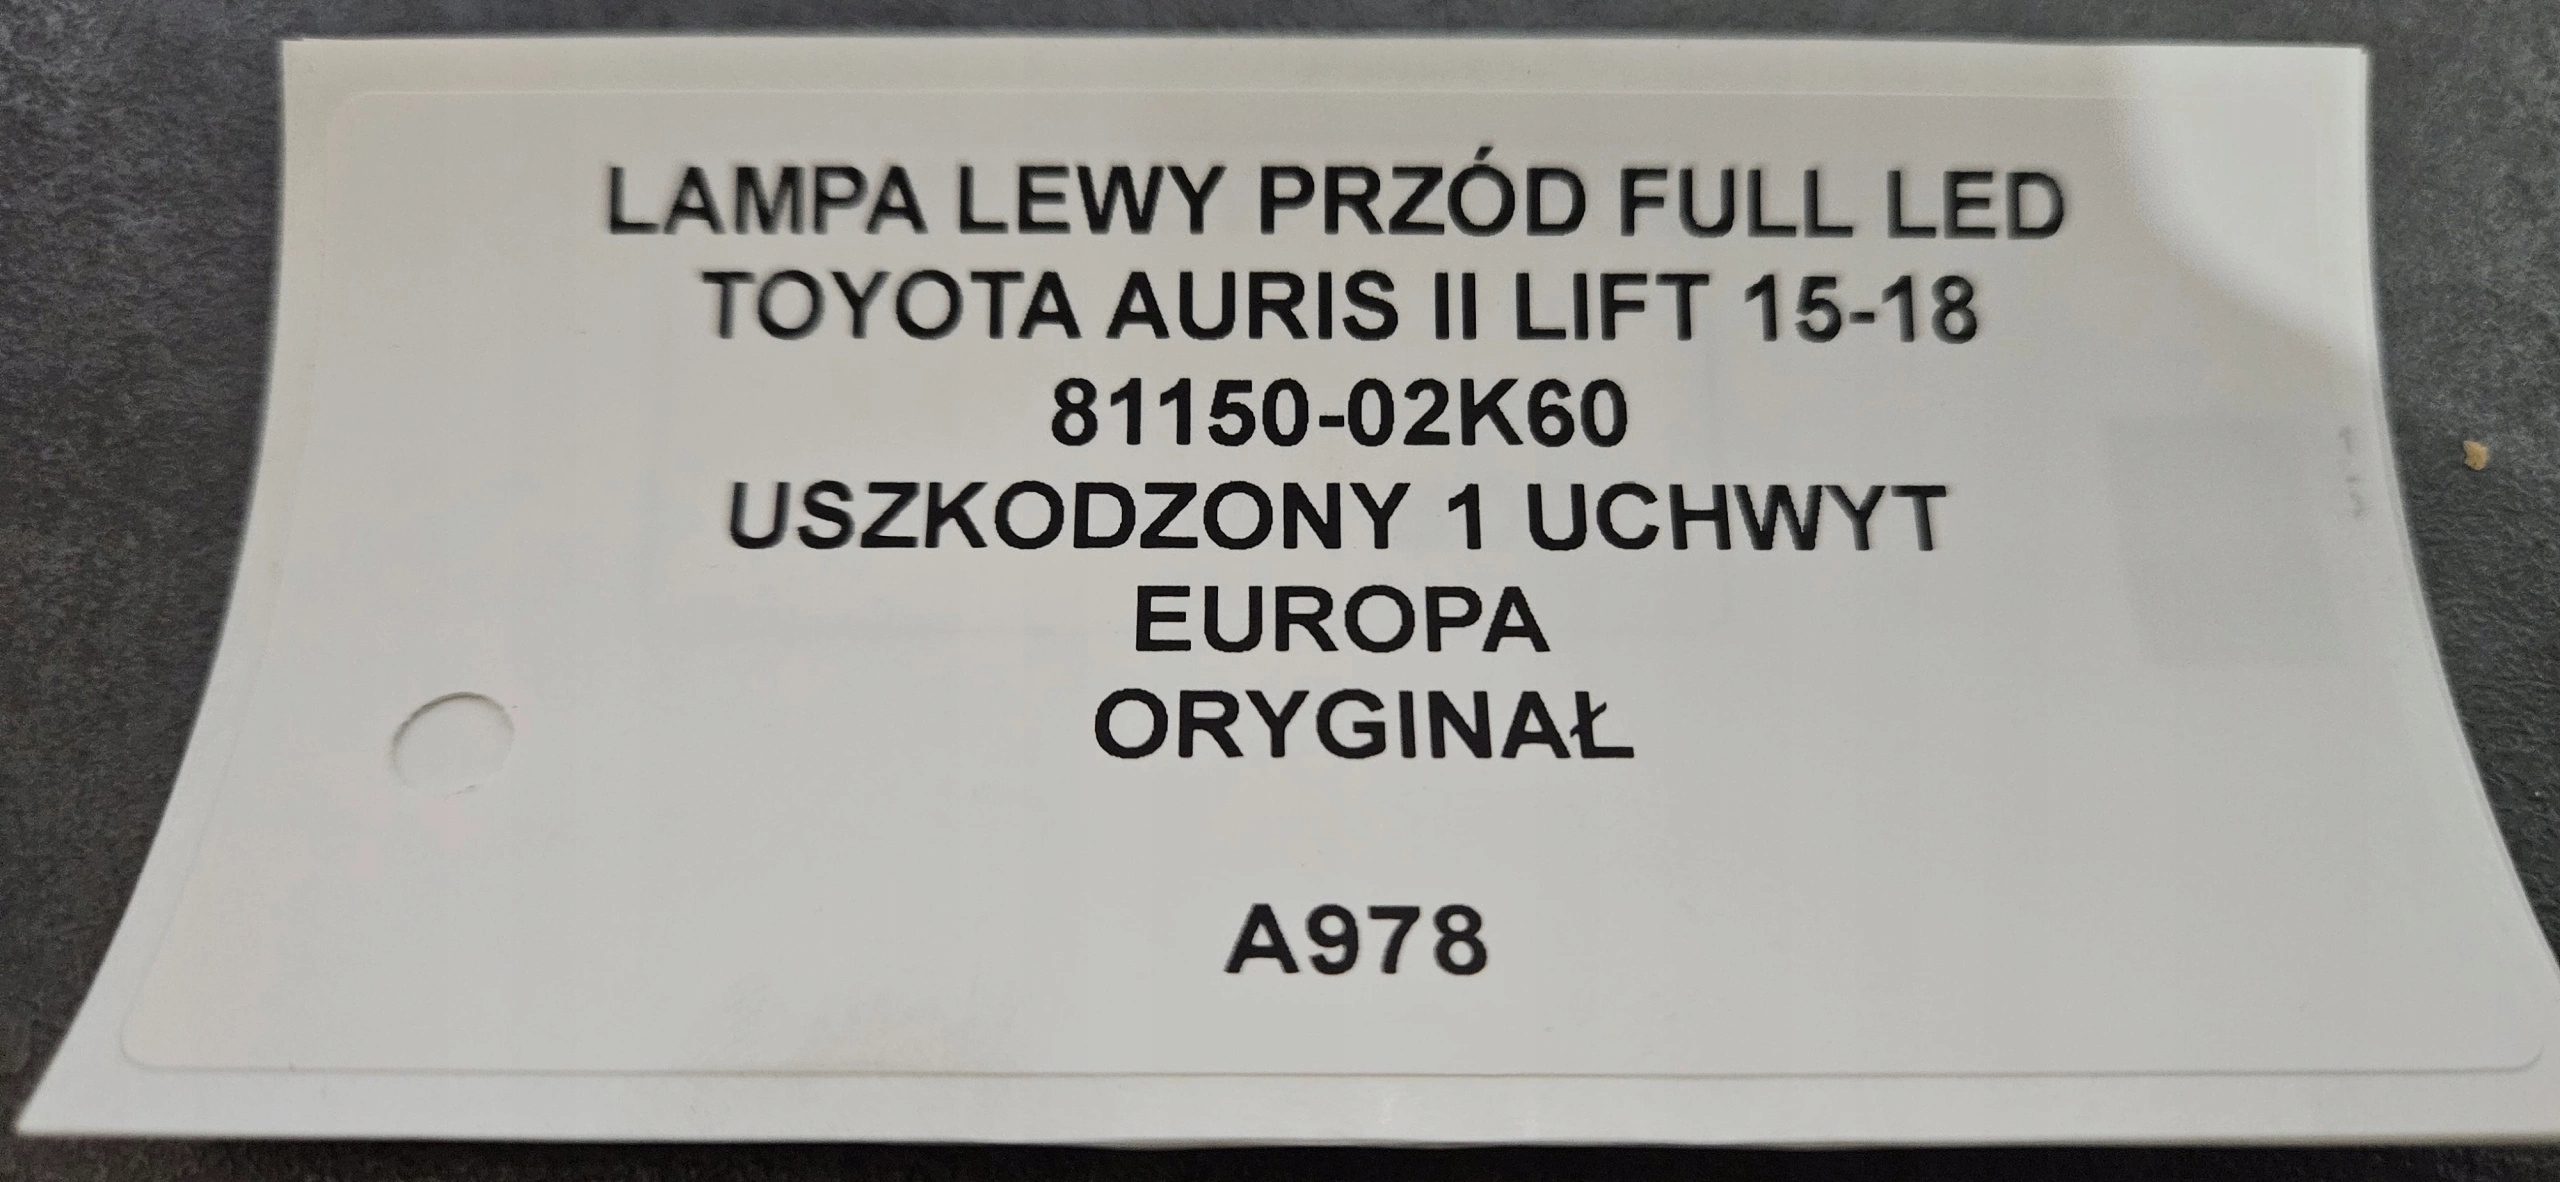 LAMPA LEWY PRZÓD FULL LED
TOYOTA AURIS II LIFT 15-18
81150-02K60
USZKODZONY 1 UCHWYT
EUROPA
ORYGINAŁ
A978